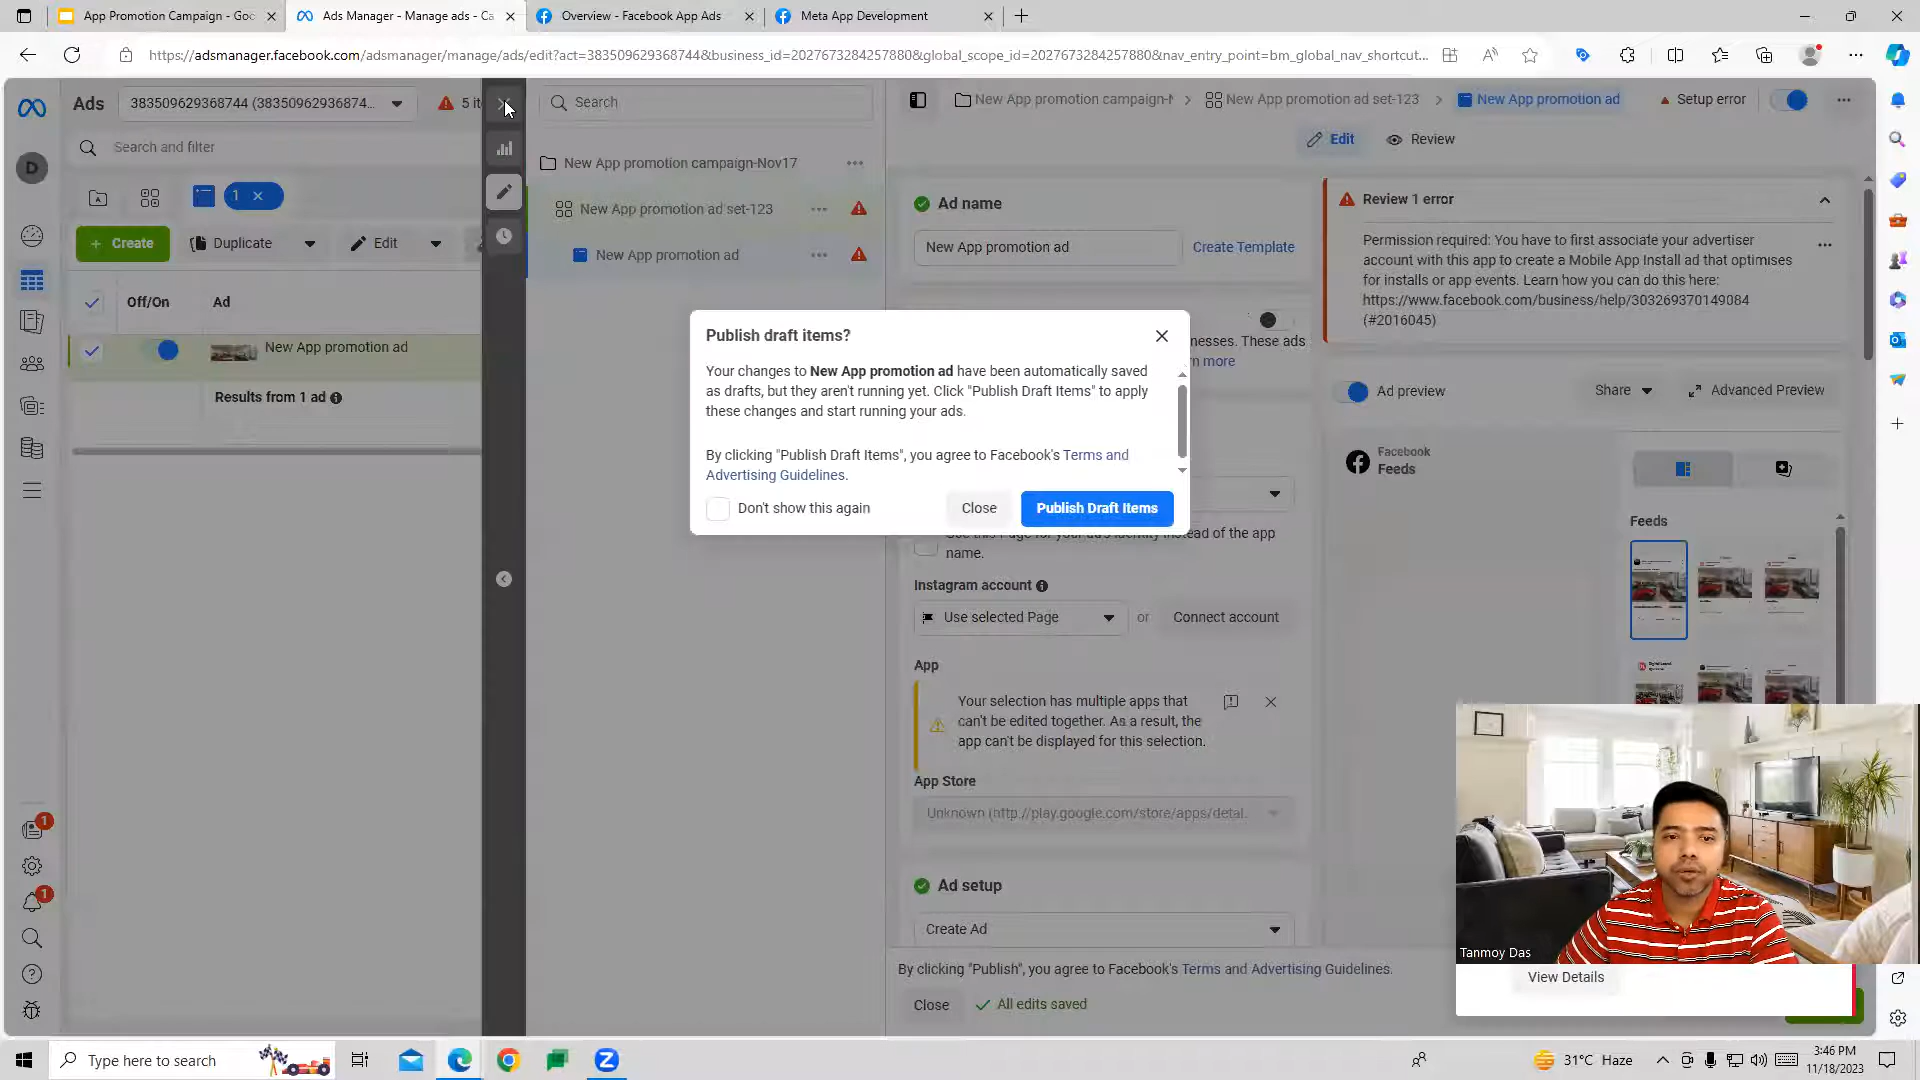 App Promotion Campaign - Goo
Ads Manager - Manage ads - Ca
Overview - Facebook App Ads
Meta App Development
https://adsmanager.facebook.com/adsmanager/manage/ads/edit?act=383509629368744&business_id=2027673284257880&global_scope_id=2027673284257880&nav_entry_point=bm_global_nav_shortcut...
Ads
383509629368744 (38350962936874...
5 it
Search
New App promotion campaign-N
New App promotion ad set-123
New App promotion ad
Setup error
Search and filter
Edit
Review
D
New App promotion campaign-Nov17
1
New App promotion ad set-123
Ad name
Review 1 error
Create
Duplicate
Edit
New App promotion ad
New App promotion ad
Create Template
Permission required: You have to first associate your advertiser
account with this app to create a Mobile App Install ad that optimises
for installs or app events. Learn how you can do this here:
https://www.facebook.com/business/help/303269370149084
(#2016045)
Off/On
Ad
New App promotion ad
Results from 1 ad
Publish draft items?
Your changes to New App promotion ad have been automatically saved
as drafts, but they aren't running yet. Click "Publish Draft Items" to apply
these changes and start running your ads.
By clicking "Publish Draft Items", you agree to Facebook's Terms and
Advertising Guidelines.
Don't show this again
Close
Publish Draft Items
nesses. These ads
n more
Ad preview
Share
Advanced Preview
Facebook
Feeds
Feeds
Use this Page for your ad's identity instead of the app
name.
Instagram account
Use selected Page
or
Connect account
App
Your selection has multiple apps that
can't be edited together. As a result, the
app can't be displayed for this selection.
App Store
Unknown (http://play.google.com/store/apps/detai.
Ad setup
Create Ad
By clicking "Publish", you agree to Facebook's Terms and Advertising Guidelines.
Close
All edits saved
Tanmoy Das
View Details
1
1
Type here to search
31°C Haze
3:46 PM
11/18/2023